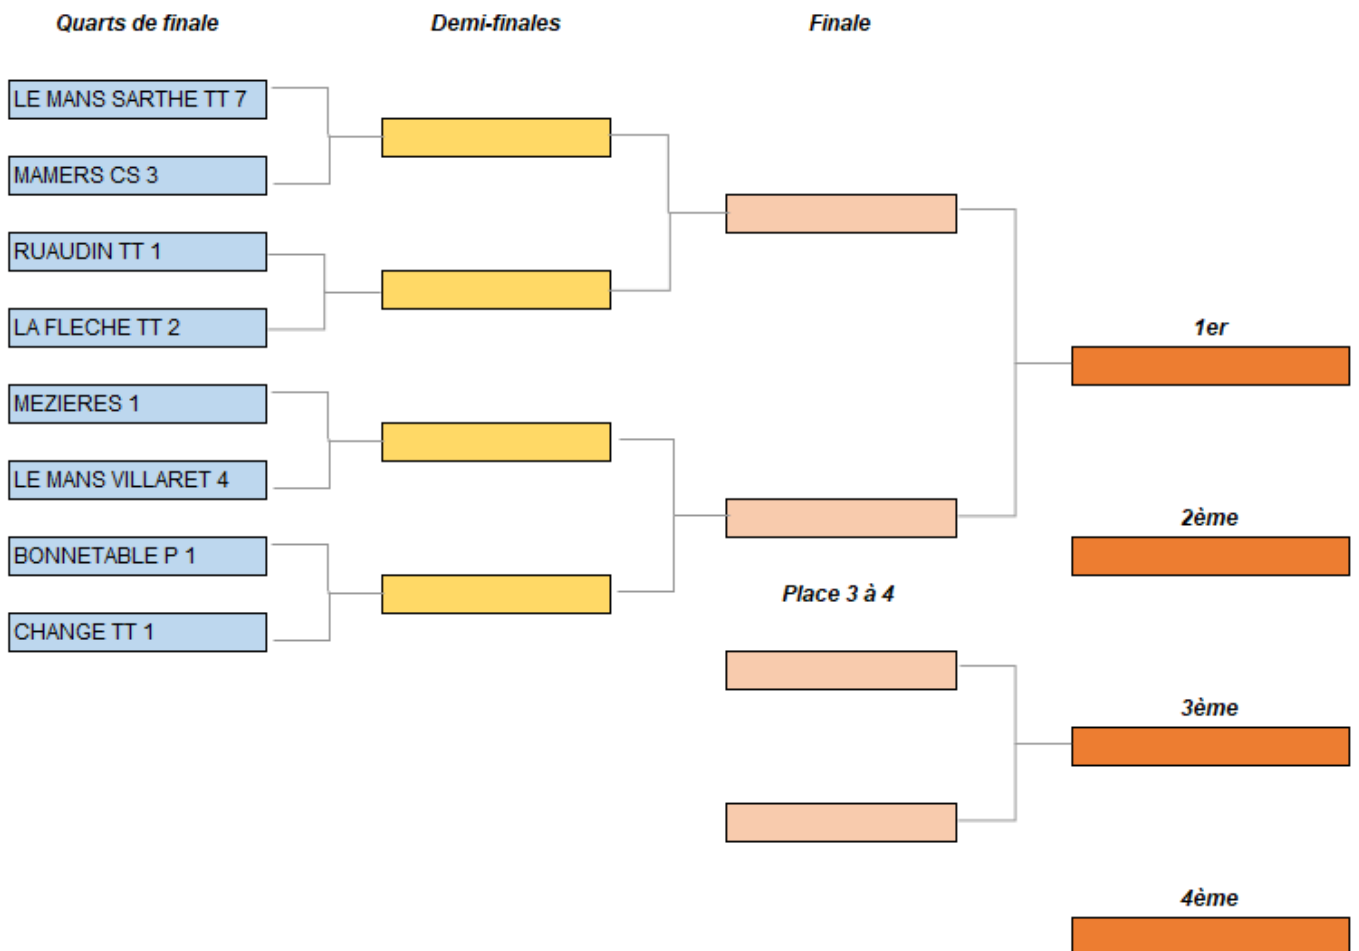 Quarts de finale
Demi-finales
Finale
LE MANS SARTHE TT 7
MAMERS CS 3
RUAUDIN TT 1
LA FLECHE TT 2
1er
MEZIERES 1
LE MANS VILLARET 4
2ème
BONNETABLE P 1
Place 3 à 4
CHANGE TT 1
3ème
4ème